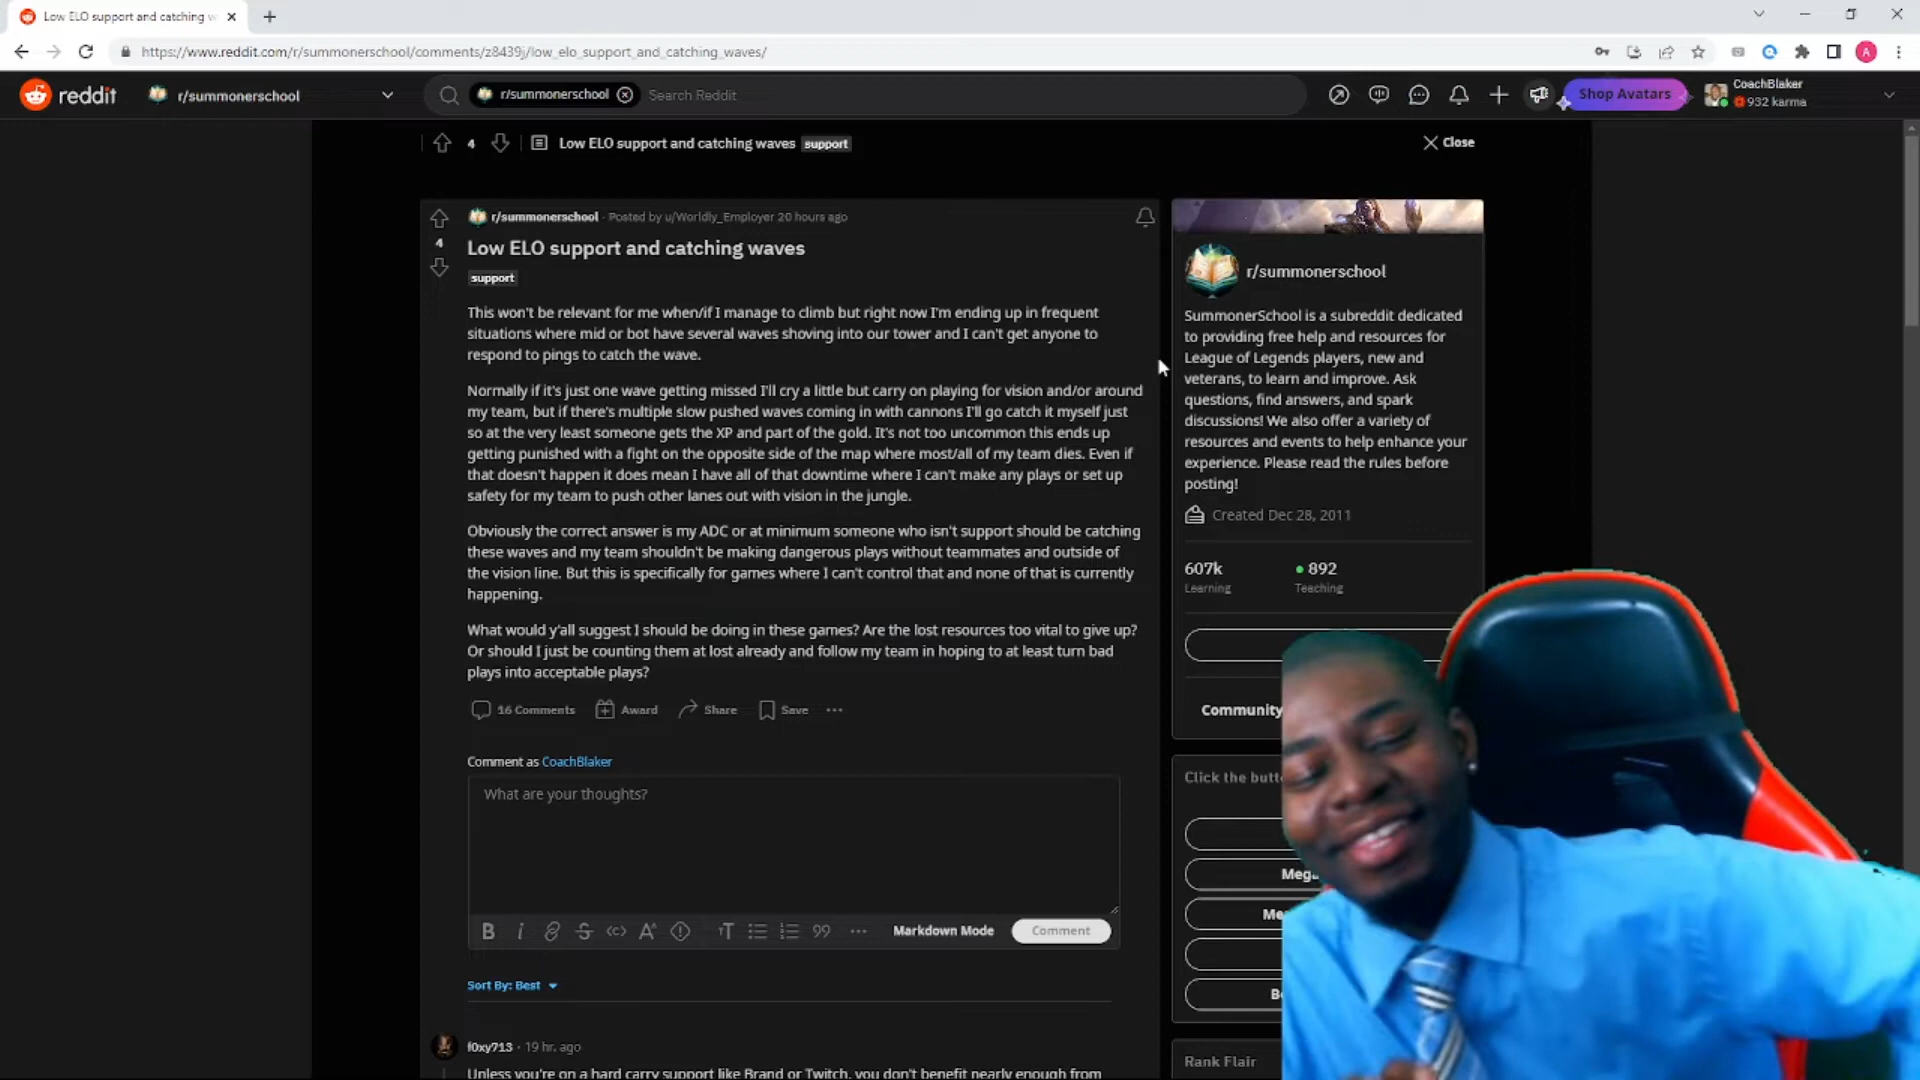 Low ELO support and catching w
https://www.reddit.com/r/summonerschool/comments/z8439j/low_elo_support_and_catching_waves/
A
reddit
r/summonerschool
r/summonerschool
Search Reddit
Shop Avatars
CoachBlaker
932 karma
4
Low ELO support and catching waves
support
Close
r/summonerschool · Posted by u/Worldly_Employer 20 hours ago
4
Low ELO support and catching waves
support
This won't be relevant for me when/if I manage to climb but right now I'm ending up in frequent
situations where mid or bot have several waves shoving into our tower and I can't get anyone to
respond to pings to catch the wave.
Normally if it's just one wave getting missed I'll cry a little but carry on playing for vision and/or around
my team, but if there's multiple slow pushed waves coming in with cannons I'll go catch it myself just
so at the very least someone gets the XP and part of the gold. It's not too uncommon this ends up
getting punished with a fight on the opposite side of the map where most/all of my team dies. Even if
that doesn't happen it does mean I have all of that downtime where I can't make any plays or set up
safety for my team to push other lanes out with vision in the jungle.
Obviously the correct answer is my ADC or at minimum someone who isn't support should be catching
these waves and my team shouldn't be making dangerous plays without teammates and outside of
the vision line. But this is specifically for games where I can't control that and none of that is currently
happening.
What would y'all suggest I should be doing in these games? Are the lost resources too vital to give up?
Or should I just be counting them at lost already and follow my team in hoping to at least turn bad
plays into acceptable plays?
16 Comments
Award
Share
Save
Comment as CoachBlaker
What are your thoughts?
Markdown Mode
Comment
Sort By: Best
f0xy713 · 19 hr. ago
Unless you're on a hard carry support like Brand or Twitch, you don't benefit nearly enough from
r/summonerschool
SummonerSchool is a subreddit dedicated
to providing free help and resources for
League of Legends players, new and
veterans, to learn and improve. Ask
questions, find answers, and spark
discussions! We also offer a variety of
resources and events to help enhance your
experience. Please read the rules before
posting!
Created Dec 28, 2011
607k
Learning
892
Teaching
Community
Click the butt
Mega
Me
B
Rank Flair